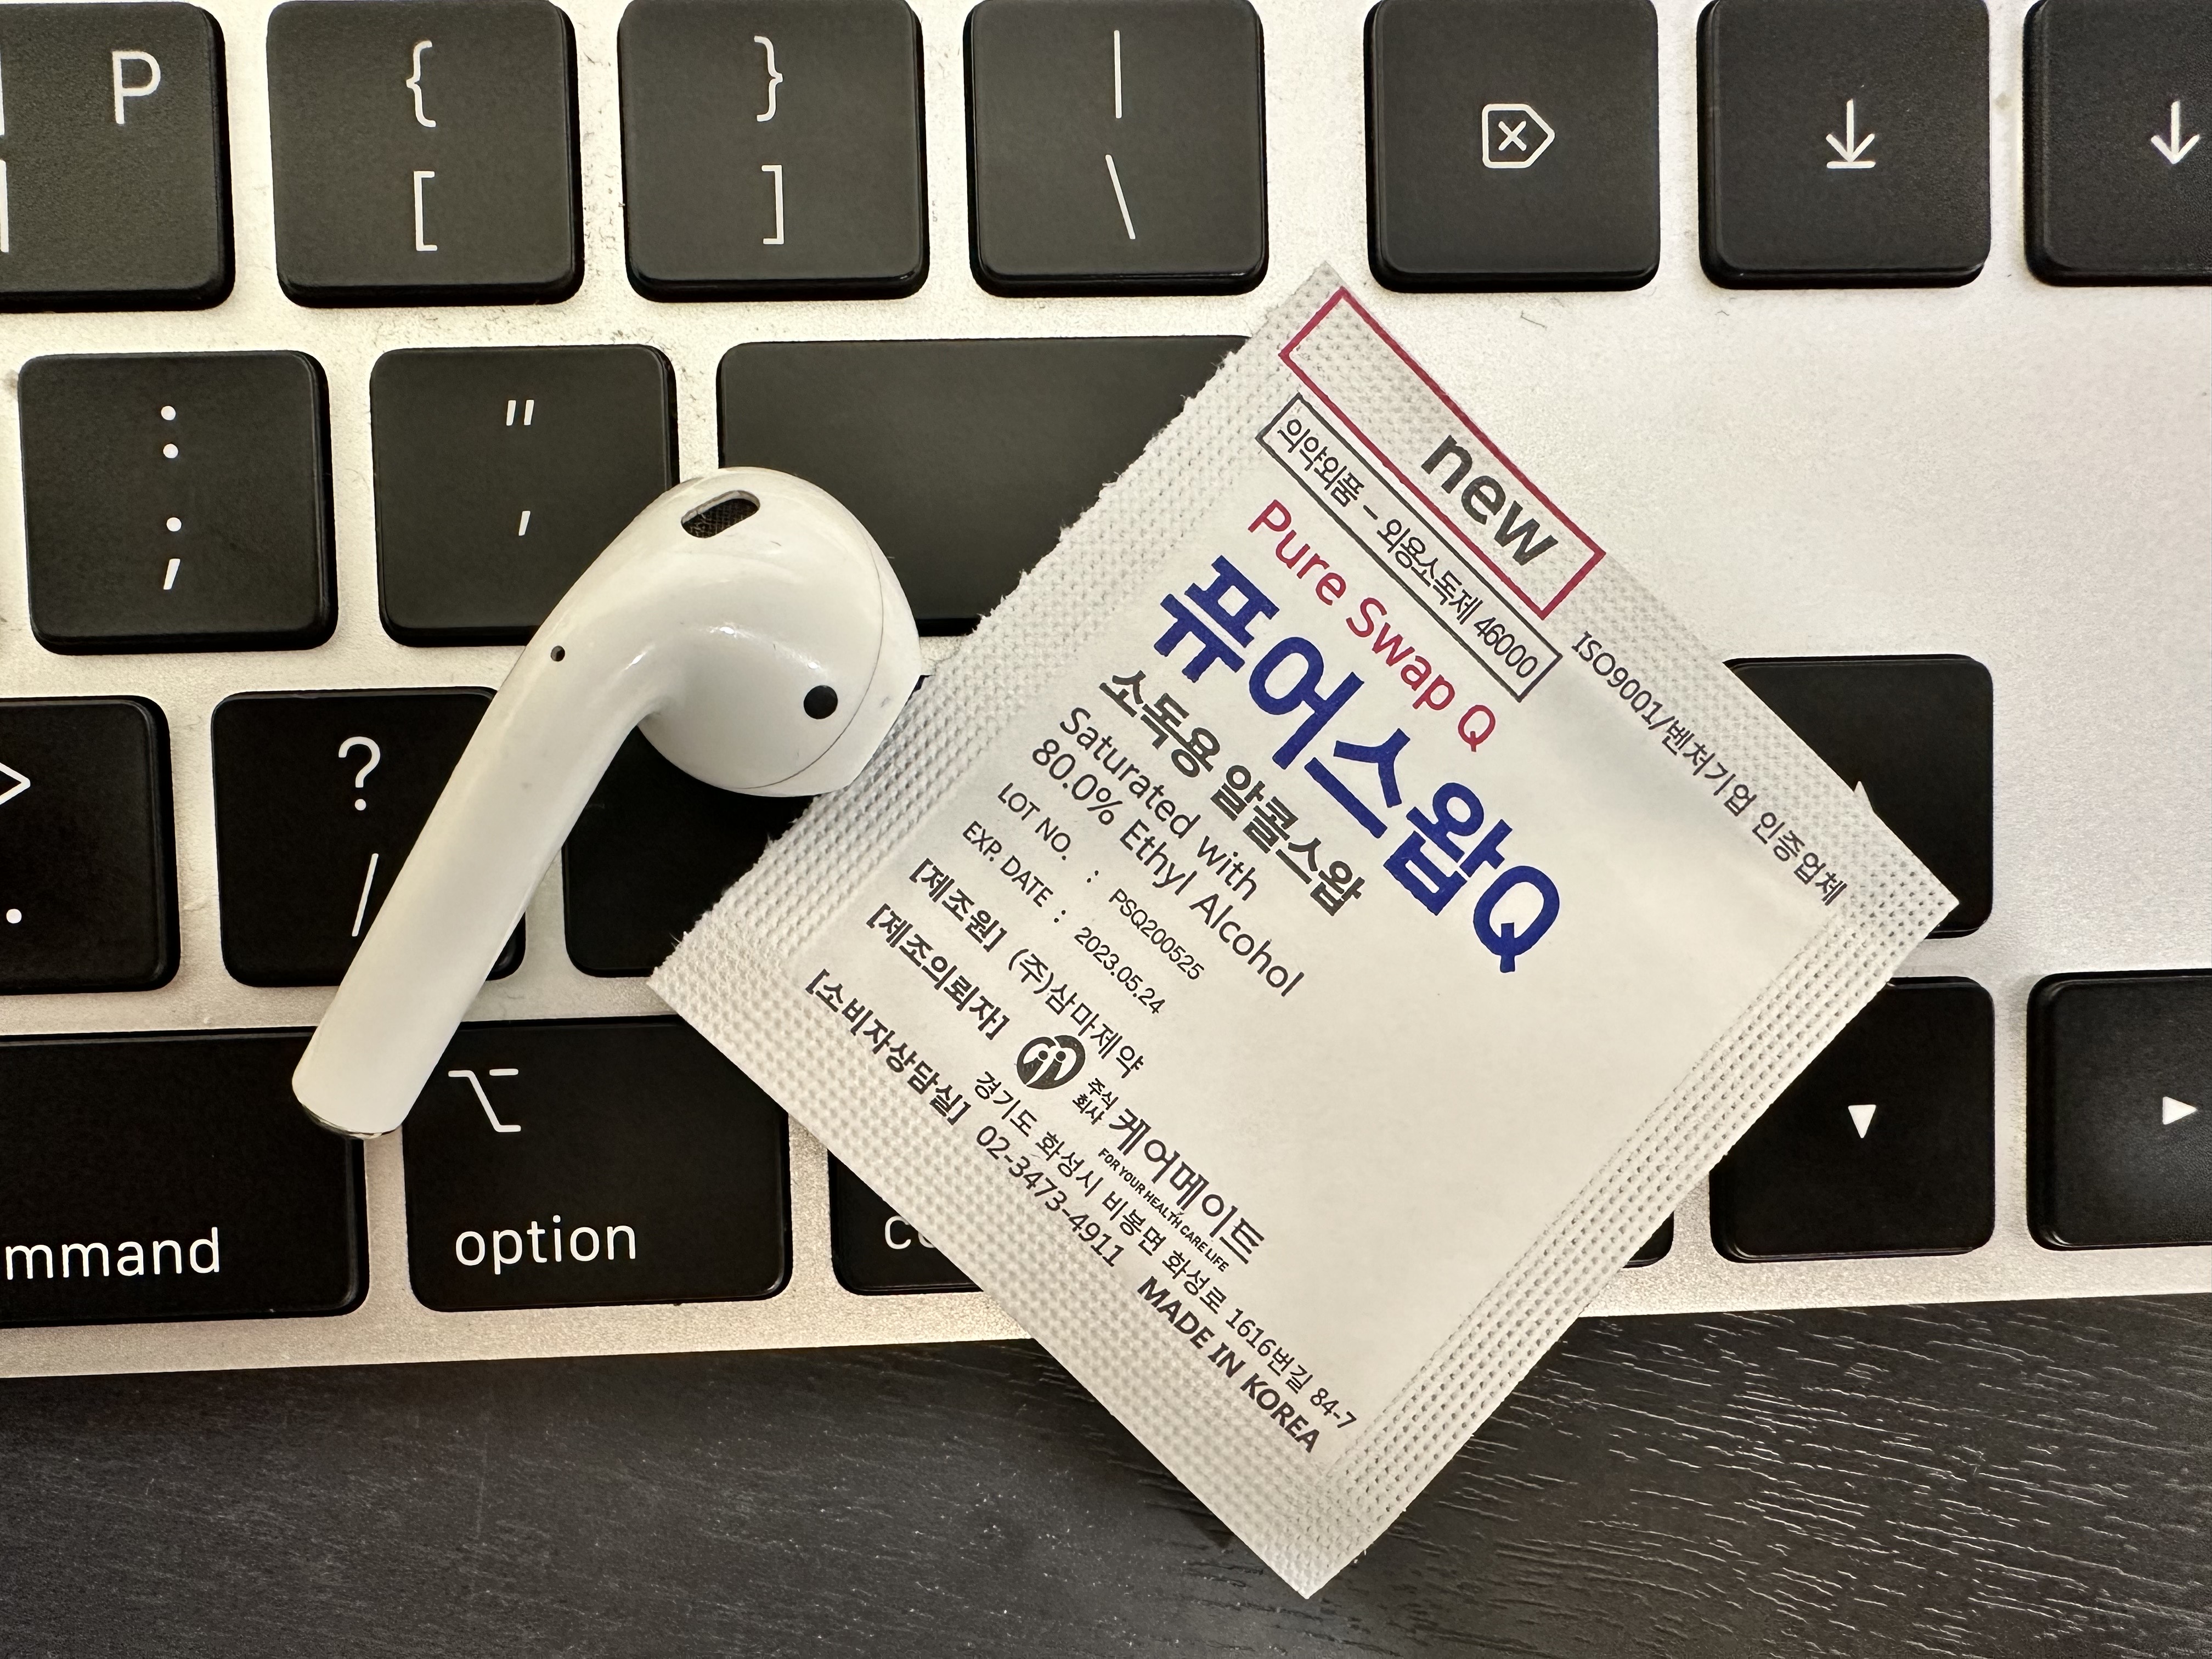 P
{
[
}
]
|
\
:
;
"
'
>
.
?
/
mmand
option
new
의약외품 - 외용소독제 46000
ISO9001/벤처기업 인증업체
Pure Swap Q
퓨어스왑Q
소독용 알콜스왑
Saturated with
80.0% Ethyl Alcohol
LOT NO. : PSQ200525
EXP. DATE : 2023.05.24
[제조원] (주)삼마제약
[제조의뢰자] 주식회사 케어메이트
FOR YOUR HEALTH CARE LIFE
경기도 화성시 비봉면 화성로 1616번길 84-7
[소비자상담실] 02-3473-4911 MADE IN KOREA